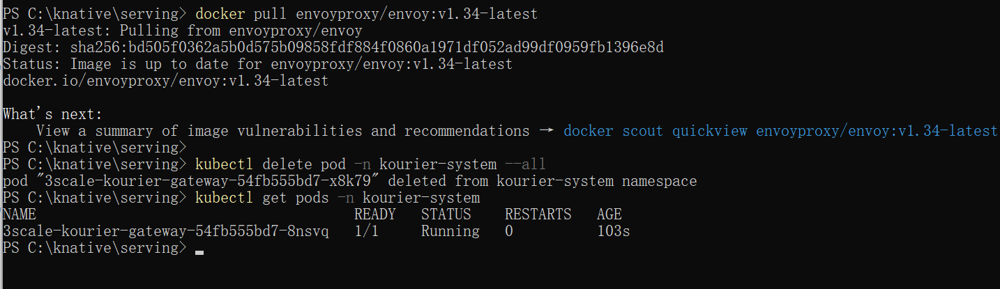 PS C:\knative\serving> docker pull envoyproxy/envoy:v1.34-latest
v1.34-latest: Pulling from envoyproxy/envoy
Digest: sha256:bd505f0362a5b0d575b09858fdf884f0860a1971df052ad99df0959fb1396e8d
Status: Image is up to date for envoyproxy/envoy:v1.34-latest
docker.io/envoyproxy/envoy:v1.34-latest
What's next:
View a summary of image vulnerabilities and recommendations → docker scout quickview envoyproxy/envoy:v1.34-latest
PS C:\knative\serving>
PS C:\knative\serving> kubectl delete pod -n kourier-system --all
pod "3scale-kourier-gateway-54fb555bd7-x8k79" deleted from kourier-system namespace
PS C:\knative\serving> kubectl get pods -n kourier-system
NAME READY STATUS RESTARTS AGE
3scale-kourier-gateway-54fb555bd7-8nsvq 1/1 Running 0 103s
PS C:\knative\serving>